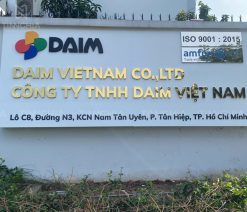 DAIM
ISO 9001 : 2015
DAIM VIETNAM CO.,LTD
CÔNG TY TNHH DAIM VIỆT NAM
Lô C8, Đường N3, KCN Nam Tân Uyên, P. Tân Hiệp, TP. Hồ Chí Minh